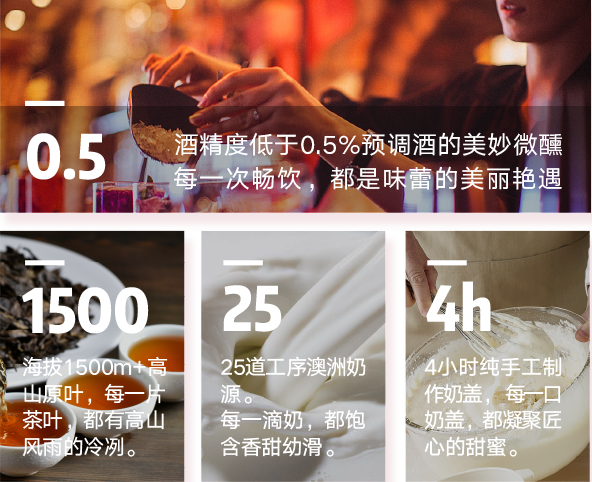 0.5
酒精度低于0.5%预调酒的美妙微醺
每一次畅饮，都是味蕾的美丽艳遇
1500
海拔1500m+高
山原叶，每一片
茶叶，都有高山
风雨的冷冽。
25
25道工序澳洲奶
源。
每一滴奶，都饱
含香甜幼滑。
4h
4小时纯手工制
作奶盖，每一口
奶盖，都凝聚匠
心的甜蜜。